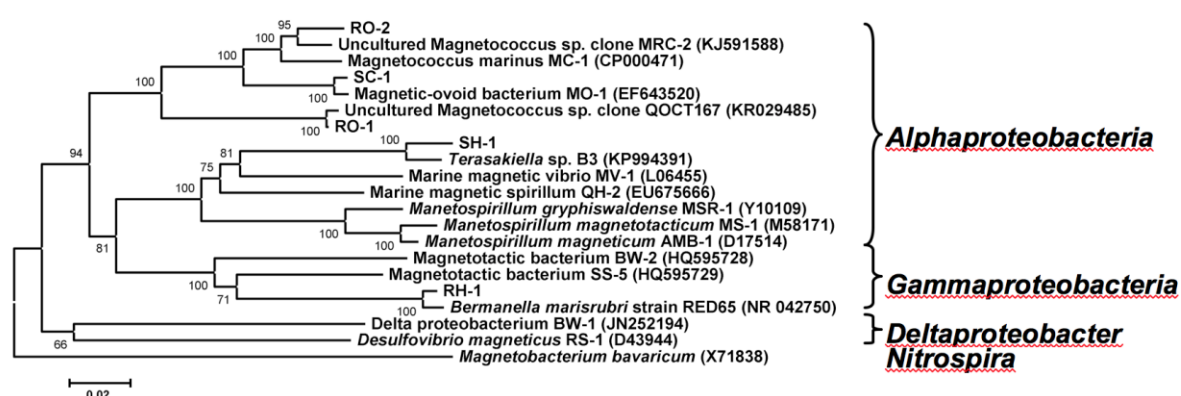 95
RO-2
100
Uncultured Magnetococcus sp. clone MRC-2 (KJ591588)
100
Magnetococcus marinus MC-1 (CP000471)
SC-1
100
100
Magnetic-ovoid bacterium MO-1 (EF643520)
Uncultured Magnetococcus sp. clone QOCT167 (KR029485)
100
RO-1
Alphaproteobacteria
100
SH-1
94
81
Terasakiella sp. B3 (KP994391)
75
Marine magnetic vibrio MV-1 (L06455)
100
Marine magnetic spirillum QH-2 (EU675666)
Manetospirillum gryphiswaldense MSR-1 (Y10109)
100
Manetospirillum magnetotacticum MS-1 (M58171)
100
Manetospirillum magneticum AMB-1 (D17514)
81
Magnetotactic bacterium BW-2 (HQ595728)
100
Magnetotactic bacterium SS-5 (HQ595729)
Gammaproteobacteria
71
RH-1
100
Bermanella marisrubri strain RED65 (NR 042750)
Delta proteobacterium BW-1 (JN252194)
Deltaproteobacter
66
Desulfovibrio magneticus RS-1 (D43944)
Magnetobacterium bavaricum (X71838)
Nitrospira
0.02